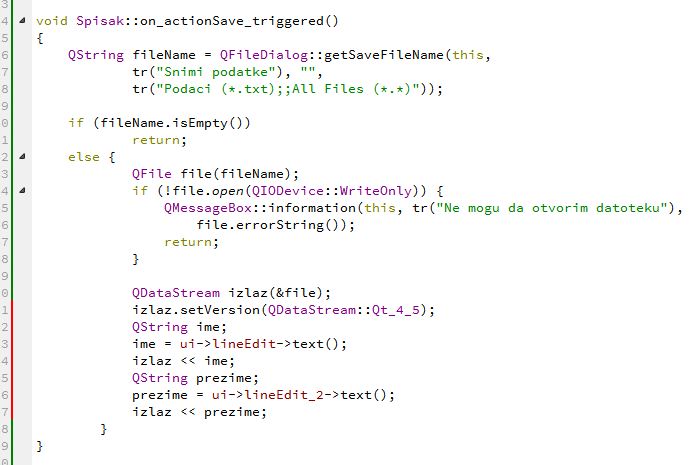 3
4 void Spisak::on_actionSave_triggered()
5 {
6 QString fileName = QFileDialog::getSaveFileName(this,
7 tr("Snimi podatke"), "",
8 tr("Podaci (*.txt);;All Files (*.*)"));
9
0 if (fileName.isEmpty())
1 return;
2 else {
3 QFile file(fileName);
4 if (!file.open(QIODevice::WriteOnly)) {
5 QMessageBox::information(this, tr("Ne mogu da otvorim datoteku"),
6 file.errorString());
7 return;
8 }
9
0 QDataStream izlaz(&file);
1 izlaz.setVersion(QDataStream::Qt_4_5);
2 QString ime;
3 ime = ui->lineEdit->text();
4 izlaz << ime;
5 QString prezime;
6 prezime = ui->lineEdit_2->text();
7 izlaz << prezime;
8 }
9 }
0